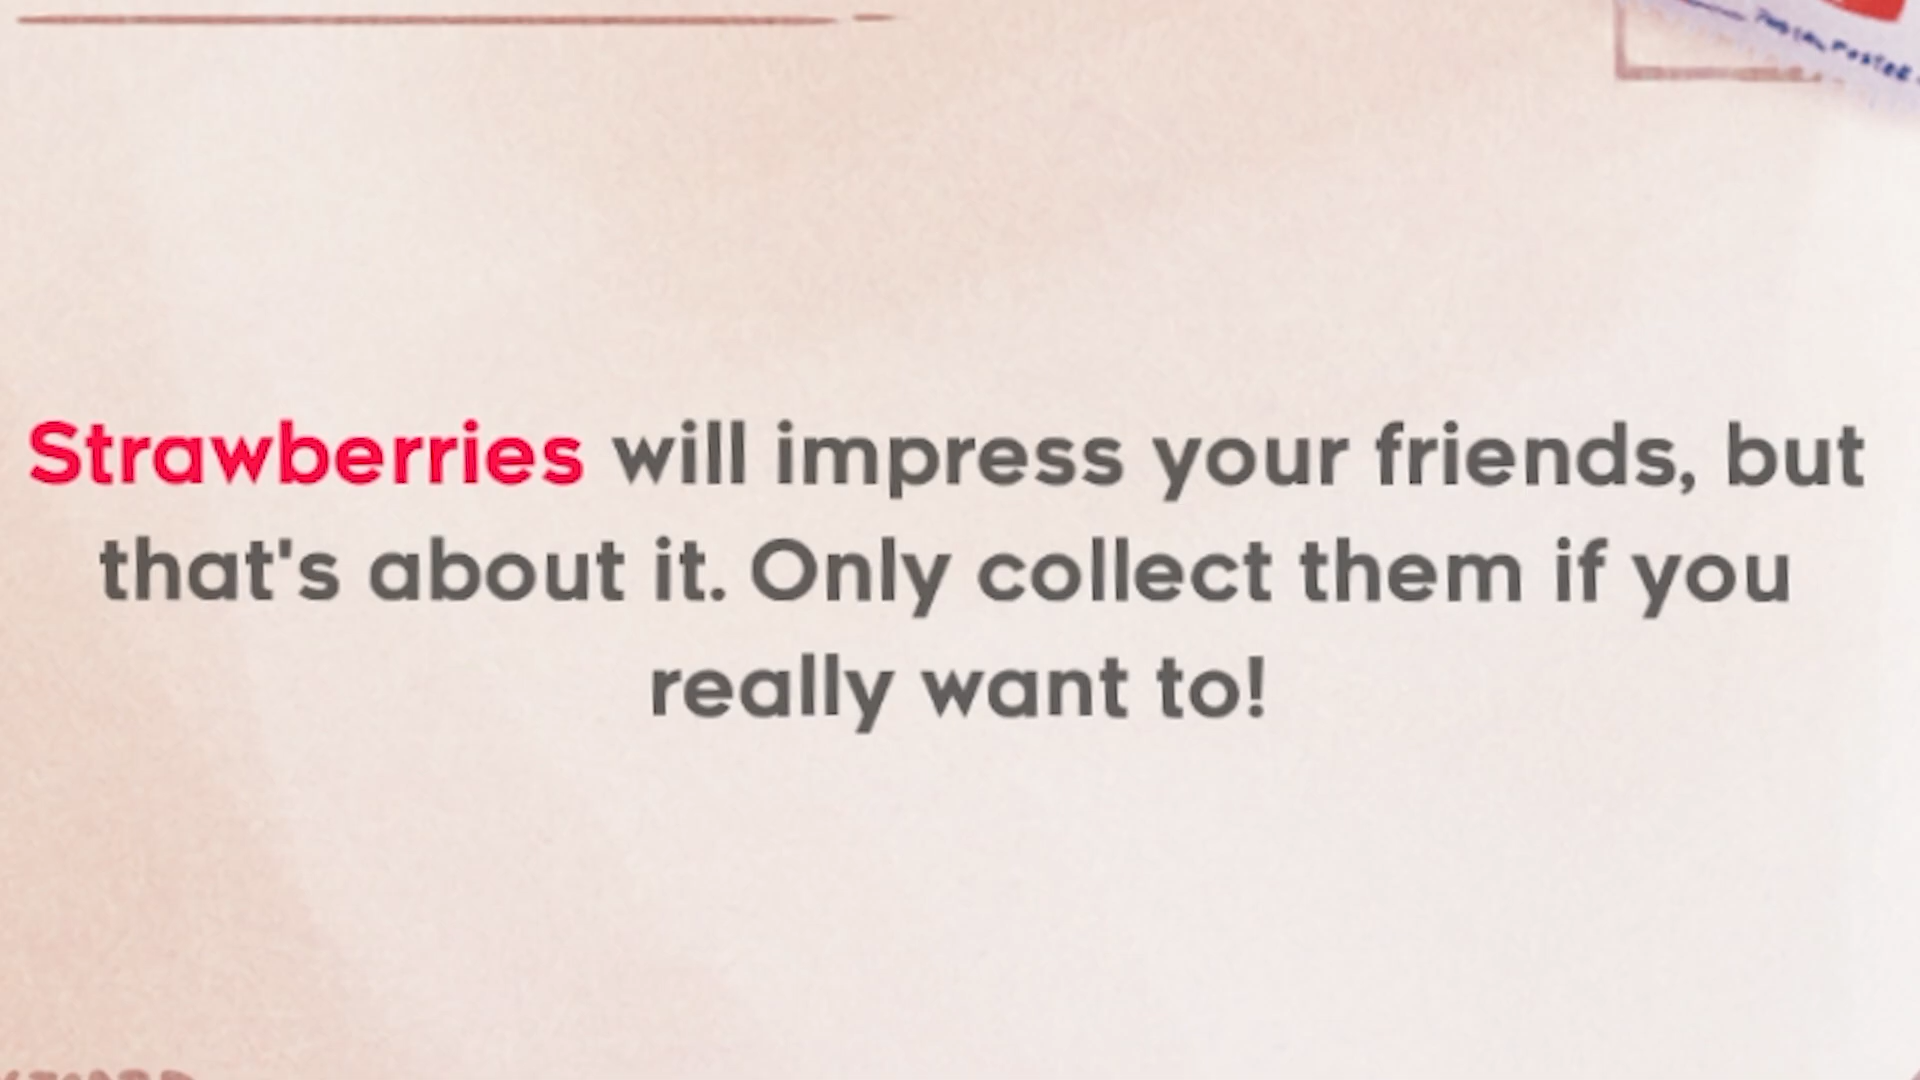 Strawberries will impress your friends, but
that's about it. Only collect them if you
really want to!